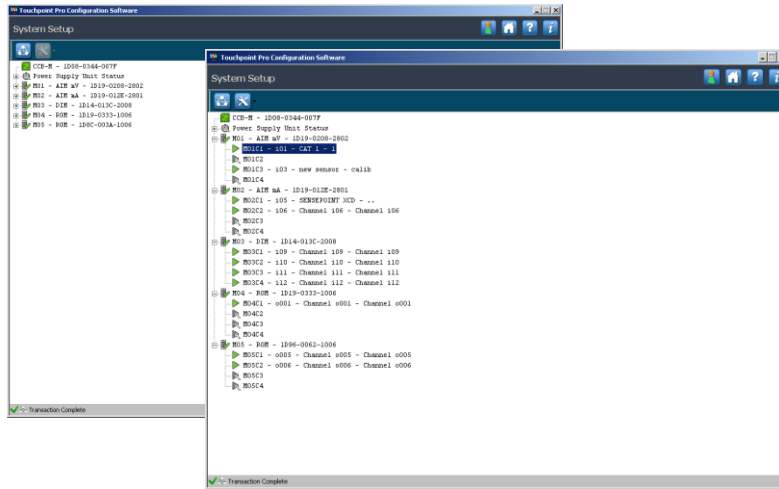 Touchpoint Pro Configuration Software
System Setup
CCB-M - 1D08-0344-007F
Power Supply Unit Status
M01 - AIM mV - 1D19-0208-2802
M02 - AIM mA - 1D19-012E-2801
M03 - DIM - 1D14-013C-2008
M04 - ROM - 1D19-0333-1006
M05 - ROM - 1D0C-003A-1006
Transaction Complete
Touchpoint Pro Configuration Software
System Setup
CCB-M - 1D08-0344-007F
Power Supply Unit Status
M01 - AIM mV - 1D19-0208-2802
M01C1 - i01 - CAT 1 - 1
M01C2
M01C3 - i03 - new sensor - calib
M01C4
M02 - AIM mA - 1D19-012E-2801
M02C1 - i05 - SENSEPOINT XCD - ..
M02C2 - i06 - Channel i06 - Channel i06
M02C3
M02C4
M03 - DIM - 1D14-013C-2008
M03C1 - i09 - Channel i09 - Channel i09
M03C2 - i10 - Channel i10 - Channel i10
M03C3 - i11 - Channel i11 - Channel i11
M03C4 - i12 - Channel i12 - Channel i12
M04 - ROM - 1D19-0333-1006
M04C1 - o001 - Channel o001 - Channel o001
M04C2
M04C3
M04C4
M05 - ROM - 1D96-0062-1006
M05C1 - o005 - Channel o005 - Channel o005
M05C2 - o006 - Channel o006 - Channel o006
M05C3
M05C4
Transaction Complete